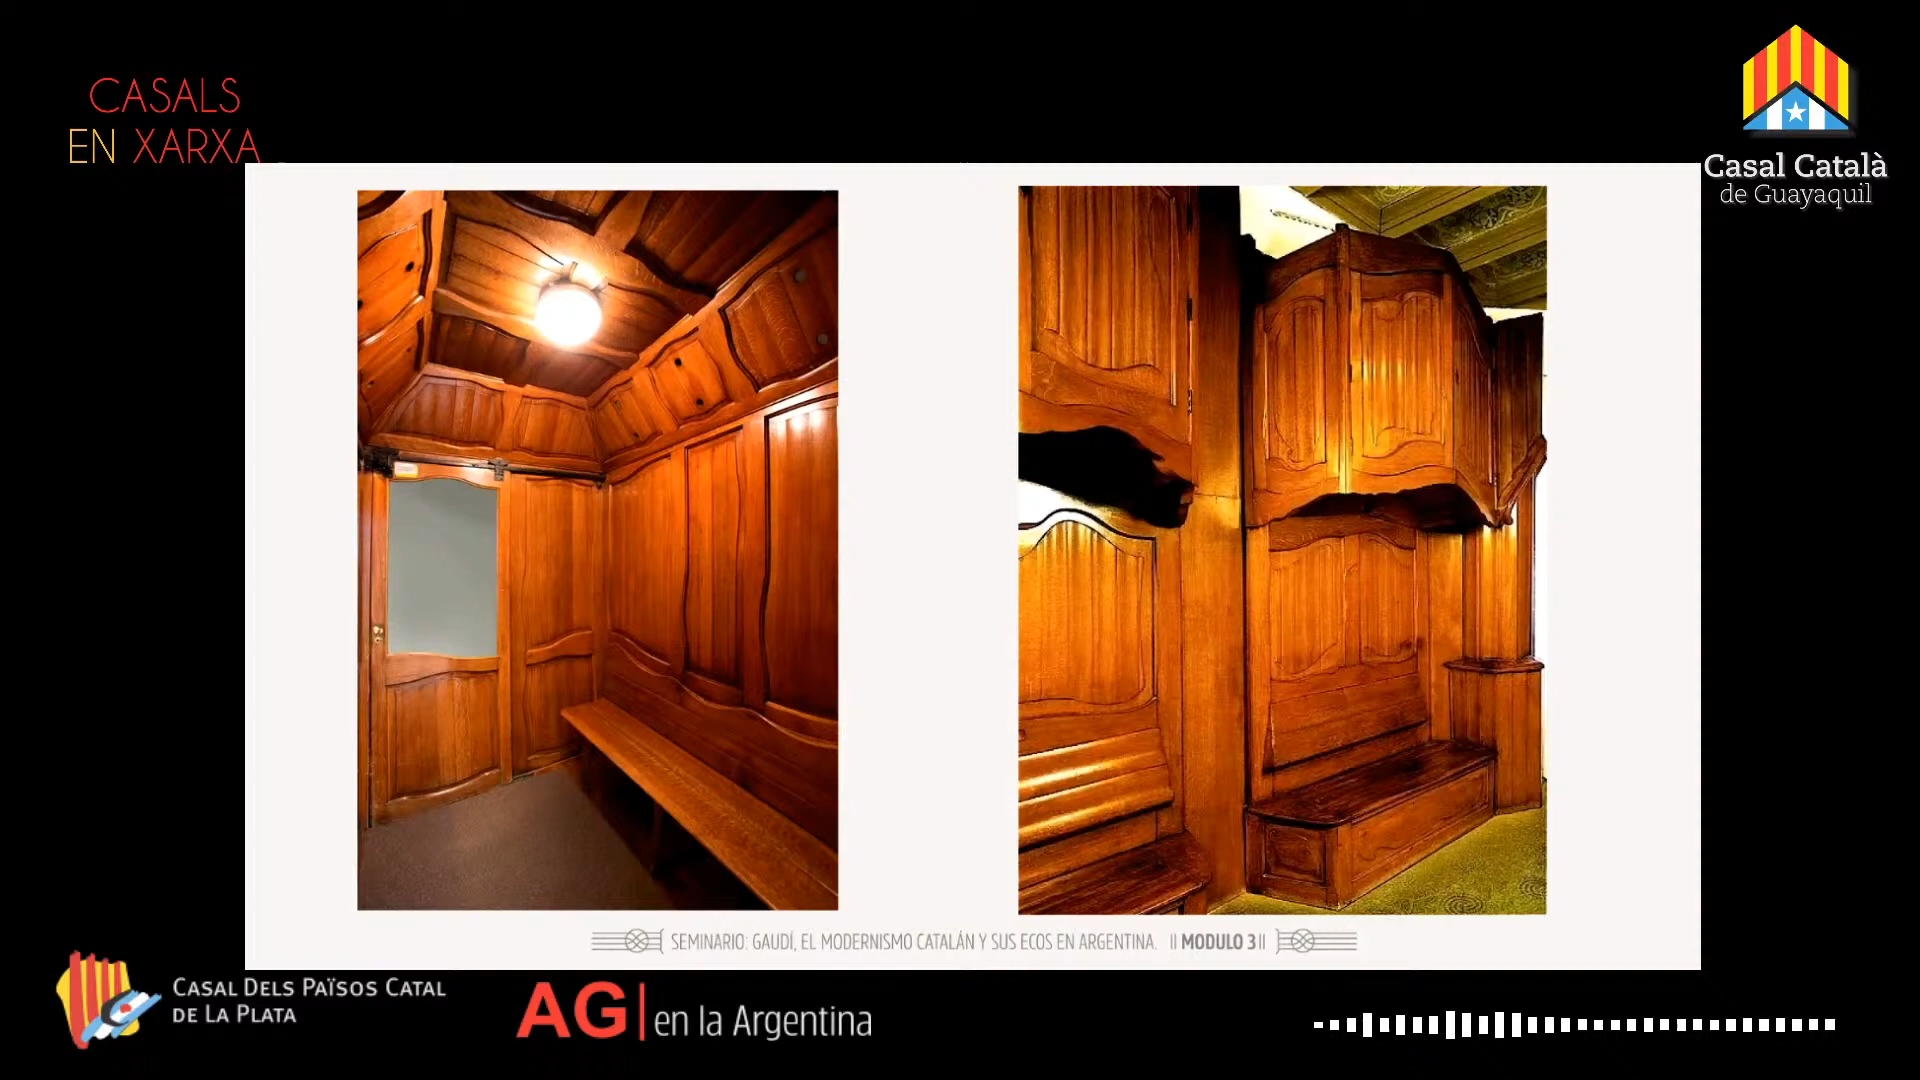 CASALS
EN XARXA
Casal Català
de Guayaquil
SEMINARIO: GAUDÍ, EL MODERNISMO CATALÁN Y SUS ECOS EN ARGENTINA. || MODULO 3 ||
CASAL DELS PAÏSOS CATAL
DE LA PLATA
AG en la Argentina